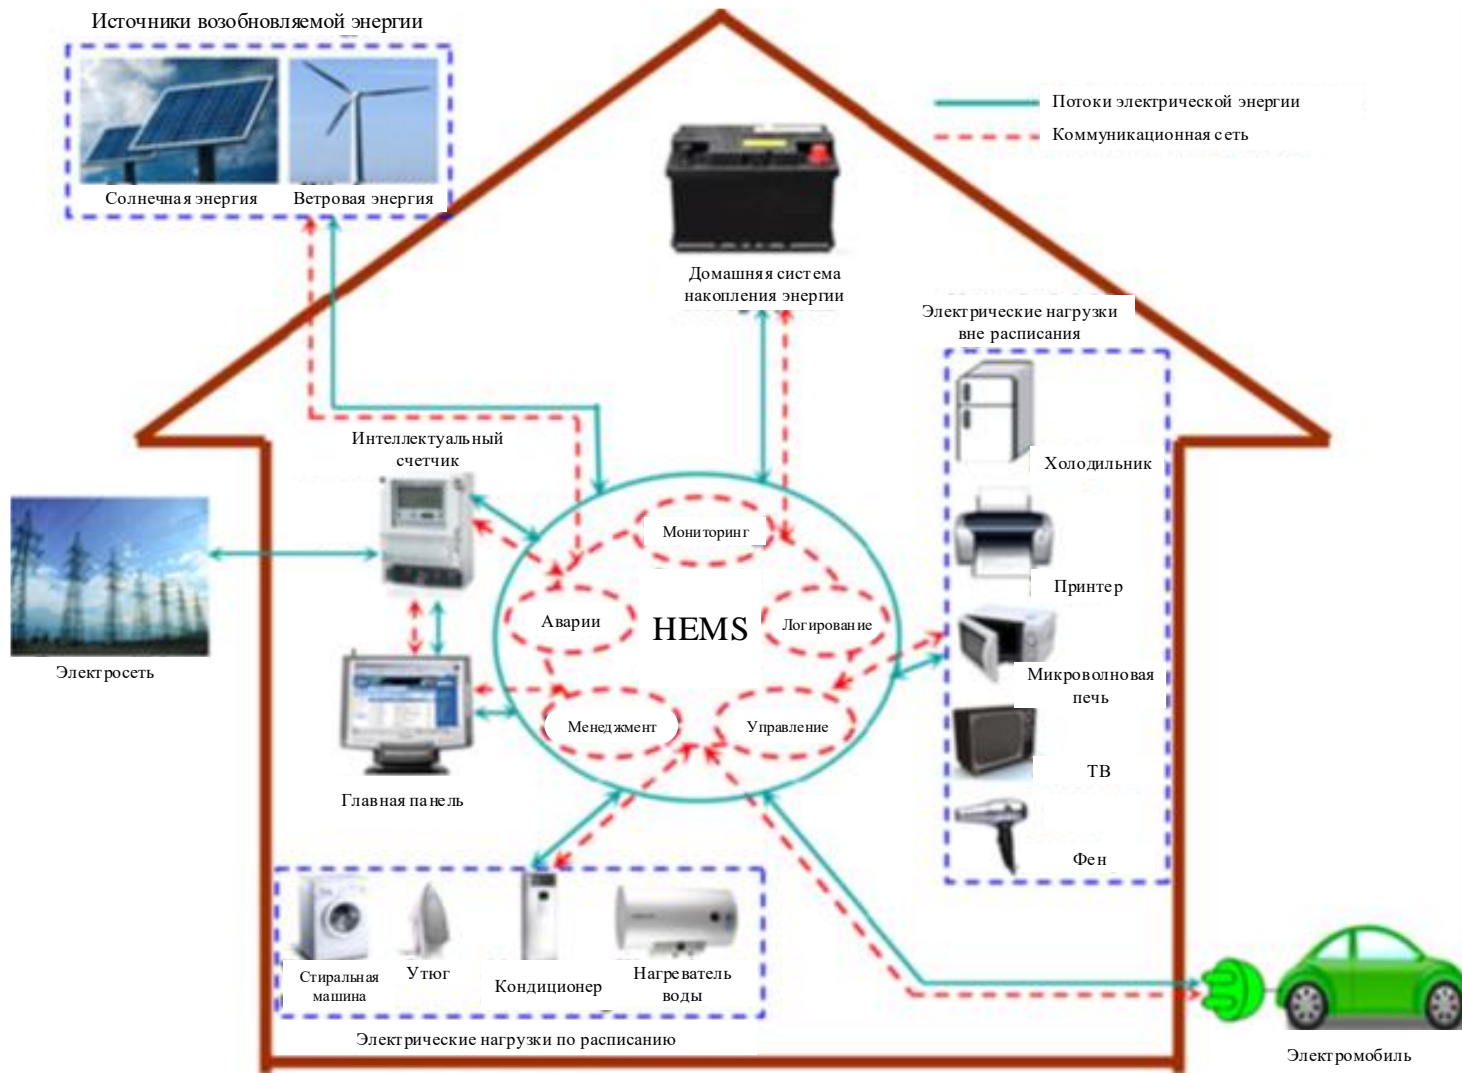 Источники возобновляемой энергии
Солнечная энергия
Ветровая энергия
Потоки электрической энергии
Коммуникационная сеть
Домашняя система
накопления энергии
Электрические нагрузки
вне расписания
Холодильник
Принтер
Микроволновая
печь
ТВ
Фен
Интеллектуальный
счетчик
Электросеть
Главная панель
HEMS
Мониторинг
Аварии
Логирование
Менеджмент
Управление
Стиральная
машина
Утюг
Кондиционер
Нагреватель
воды
Электрические нагрузки по расписанию
Электромобиль